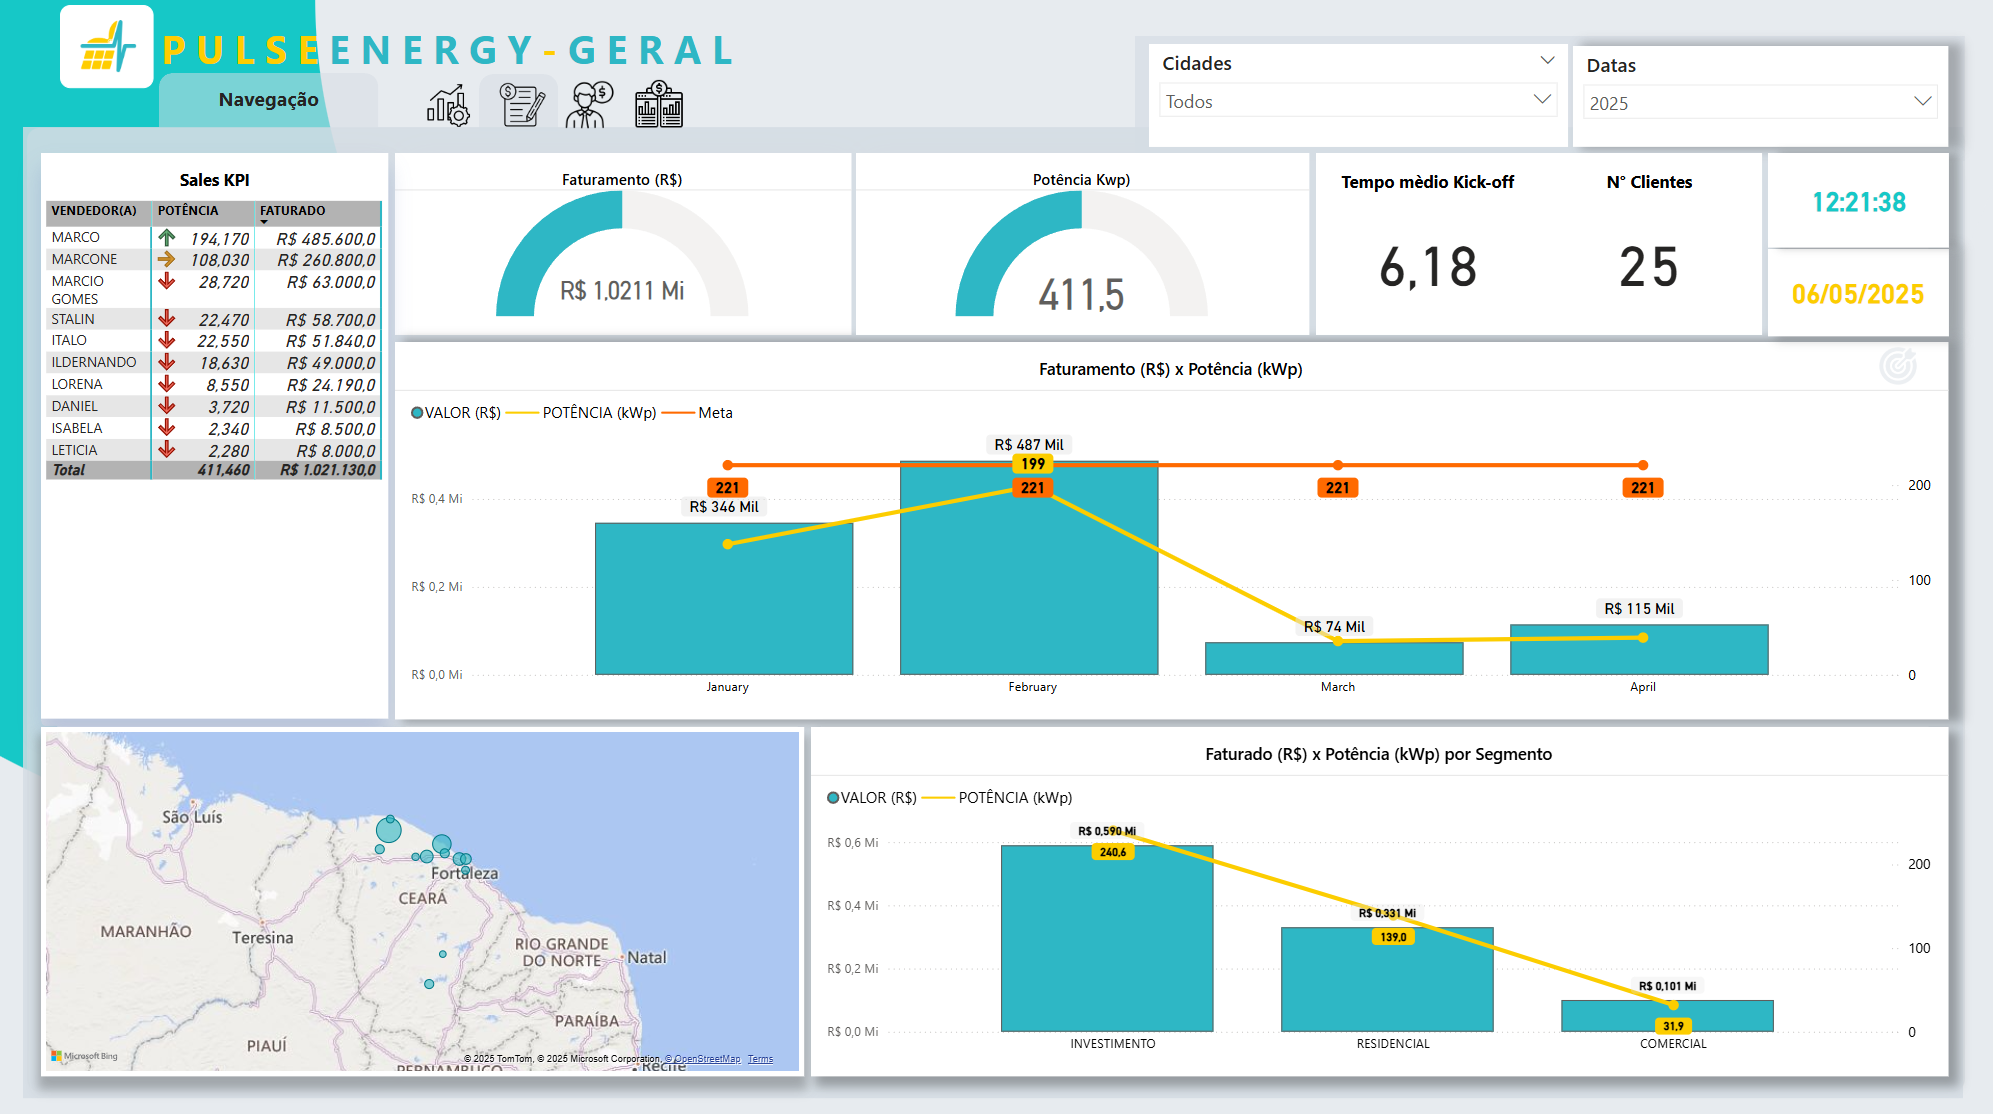 PULSEENERGY-GERAL
Navegação
Cidades
Todos
Datas
2025
Sales KPI
VENDEDOR(A) POTÊNCIA FATURADO
MARCO 194,170 R$ 485.600,0
MARCONE 108,030 R$ 260.800,0
MARCIO GOMES 28,720 R$ 63.000,0
STALIN 22,470 R$ 58.700,0
ITALO 22,550 R$ 51.840,0
ILDERNANDO 18,630 R$ 49.000,0
LORENA 8,550 R$ 24.190,0
DANIEL 3,720 R$ 11.500,0
ISABELA 2,340 R$ 8.500,0
LETICIA 2,280 R$ 8.000,0
Total 411,460 R$ 1.021.130,0
Faturamento (R$)
R$ 1,0211 Mi
Potência Kwp)
411,5
Tempo mèdio Kick-off
6,18
N° Clientes
25
12:21:38
06/05/2025
Faturamento (R$) x Potência (kWp)
VALOR (R$) POTÊNCIA (kWp) Meta
R$ 487 Mil
199
221 221 221 221
R$ 346 Mil
R$ 74 Mil
R$ 115 Mil
R$ 0,4 Mi
R$ 0,2 Mi
R$ 0,0 Mi
200
100
0
January February March April
São Luís
Fortaleza
CEARÁ
MARANHÃO
Teresina
RIO GRANDE
DO NORTE
Natal
PARAÍBA
PIAUÍ
PERNAMBUCO
Recife
Microsoft Bing
© 2025 TomTom, © 2025 Microsoft Corporation, © OpenStreetMap Terms
Faturado (R$) x Potência (kWp) por Segmento
VALOR (R$) POTÊNCIA (kWp)
R$ 0,590 Mi
240,6
R$ 0,331 Mi
139,0
R$ 0,101 Mi
31,9
R$ 0,6 Mi
R$ 0,4 Mi
R$ 0,2 Mi
R$ 0,0 Mi
200
100
0
INVESTIMENTO RESIDENCIAL COMERCIAL